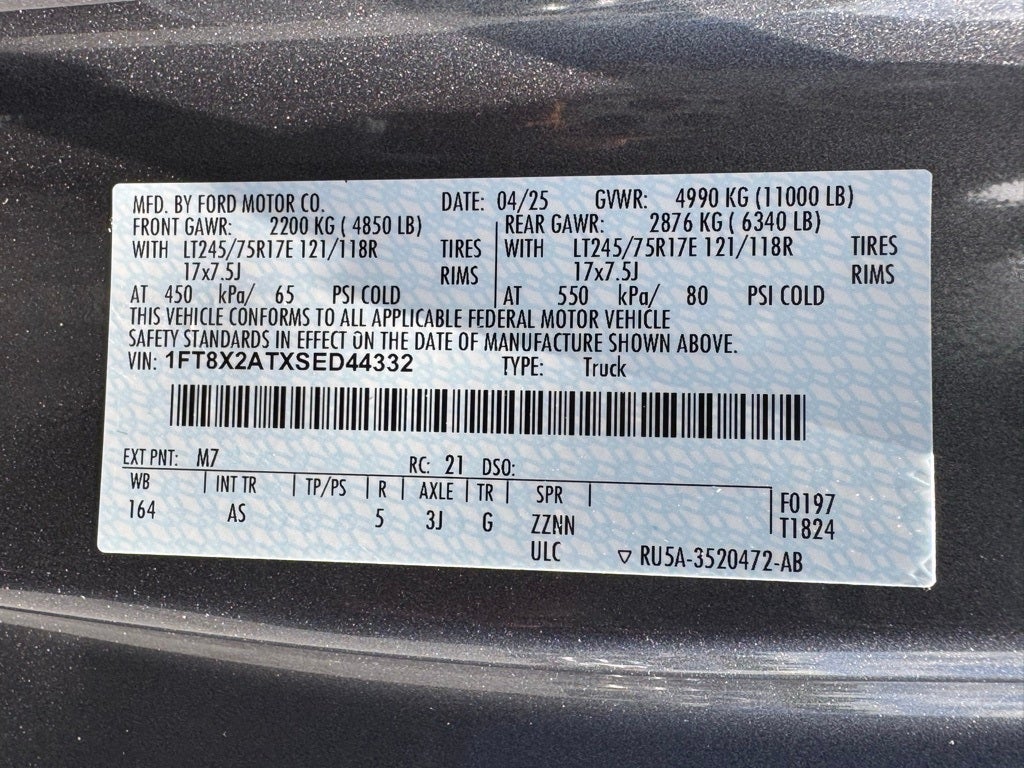 MFD. BY FORD MOTOR CO. DATE: 04/25 GVWR: 4990 KG (11000 LB)
FRONT GAWR: 2200 KG ( 4850 LB) REAR GAWR: 2876 KG ( 6340 LB)
WITH LT245/75R17E 121/118R TIRES WITH LT245/75R17E 121/118R TIRES
17x7.5J RIMS 17x7.5J RIMS
AT 450 kPa/ 65 PSI COLD AT 550 kPa/ 80 PSI COLD
THIS VEHICLE CONFORMS TO ALL APPLICABLE FEDERAL MOTOR VEHICLE
SAFETY STANDARDS IN EFFECT ON THE DATE OF MANUFACTURE SHOWN ABOVE.
VIN: 1FT8X2ATXSED44332 TYPE: Truck
EXT PNT: M7 RC: 21 DSO:
WB INT TR TP/PS R AXLE TR SPR F0197
164 AS 5 3J G ZZNN T1824
ULC ▽ RU5A-3520472-AB